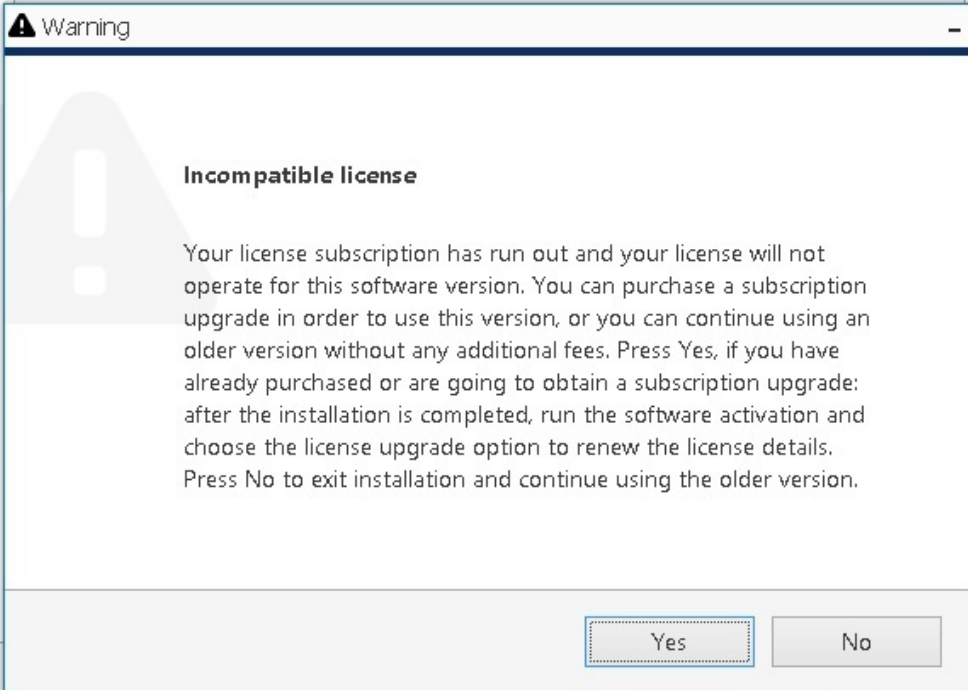 Warning
Incompatible license
Your license subscription has run out and your license will not
operate for this software version. You can purchase a subscription
upgrade in order to use this version, or you can continue using an
older version without any additional fees. Press Yes, if you have
already purchased or are going to obtain a subscription upgrade:
after the installation is completed, run the software activation and
choose the license upgrade option to renew the license details.
Press No to exit installation and continue using the older version.
Yes
No